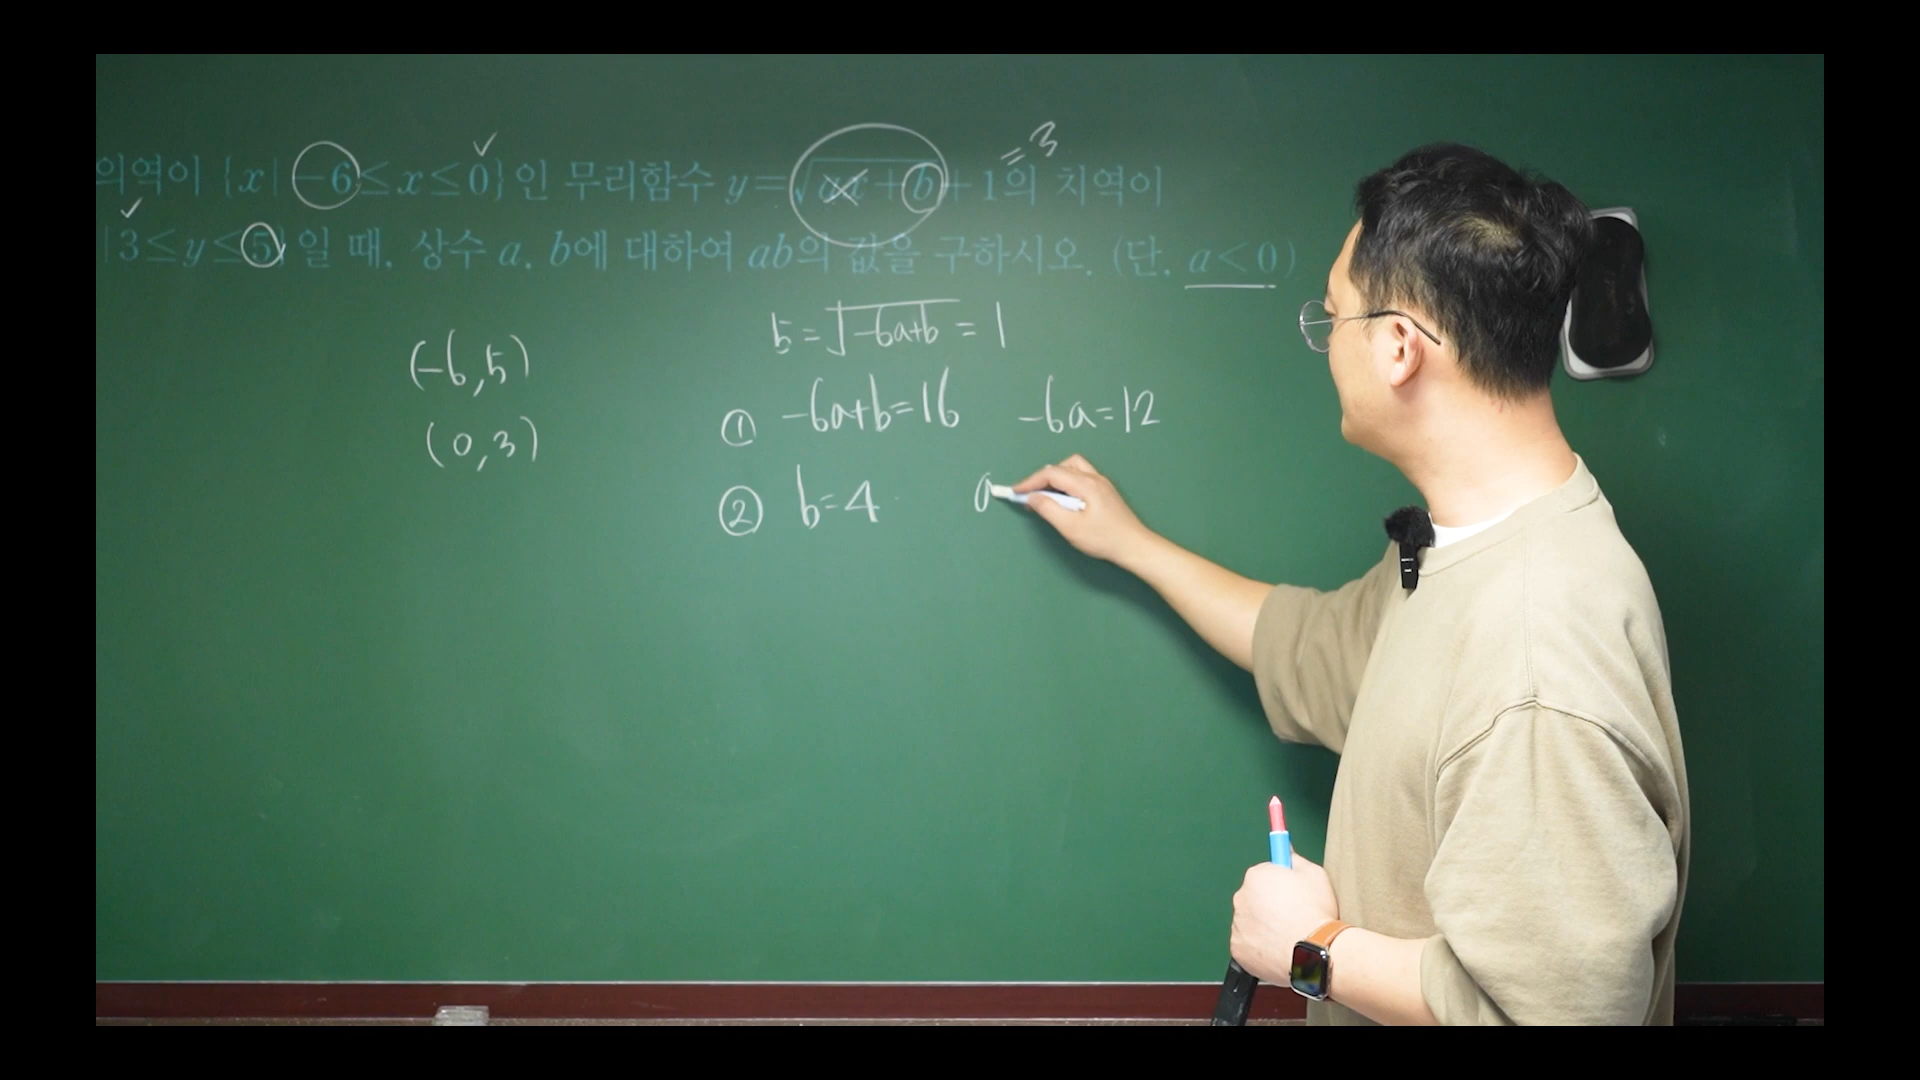 의역이 {x| -6≤x≤0}인 무리함수 y=√ax+b+1의 치역이
=3
|3≤y≤5}일 때, 상수 a, b에 대하여 ab의 값을 구하시오. (단, a<0)
(-6,5)
(0,3)
5=√-6a+b = 1
① -6a+b=16 -6a=12
② b=4 a